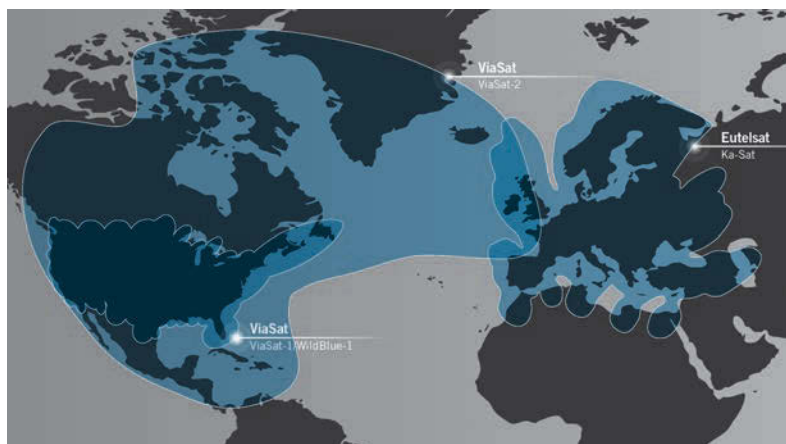 ViaSat
ViaSat-2
Eutelsat
Ka-Sat
ViaSat
ViaSat-1/WildBlue-1